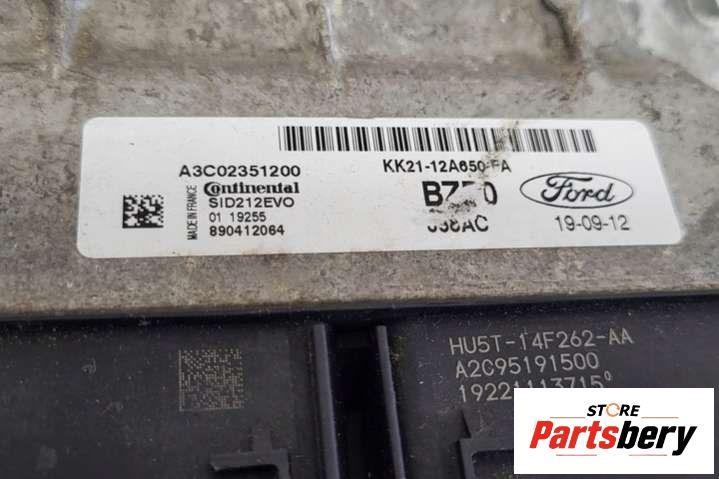 A3C02351200
Continental
SID212EVO
01 19255
890412064
MADE IN FRANCE
KK21-12A650-
Ford
19-09-12
HU5T-14F262-AA
A2C95191500
19221113715
STORE
Partsbery